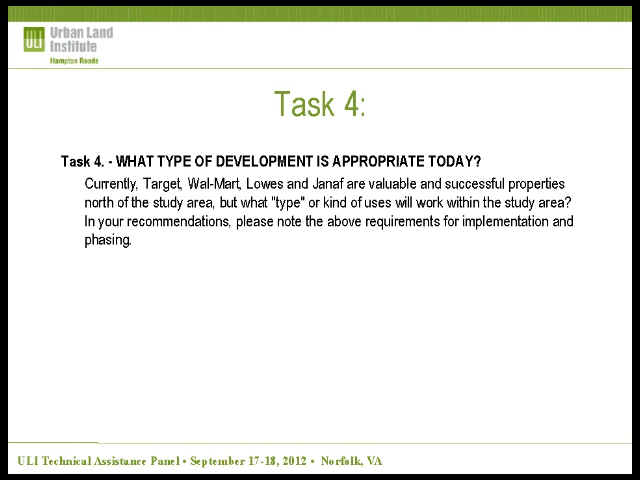 ULI Urban Land
Institute
Hampton Roads
Task 4:
Task 4. - WHAT TYPE OF DEVELOPMENT IS APPROPRIATE TODAY?
Currently, Target, Wal-Mart, Lowes and Janaf are valuable and successful properties
north of the study area, but what "type" or kind of uses will work within the study area?
In your recommendations, please note the above requirements for implementation and
phasing.
ULI Technical Assistance Panel • September 17-18, 2012 • Norfolk, VA